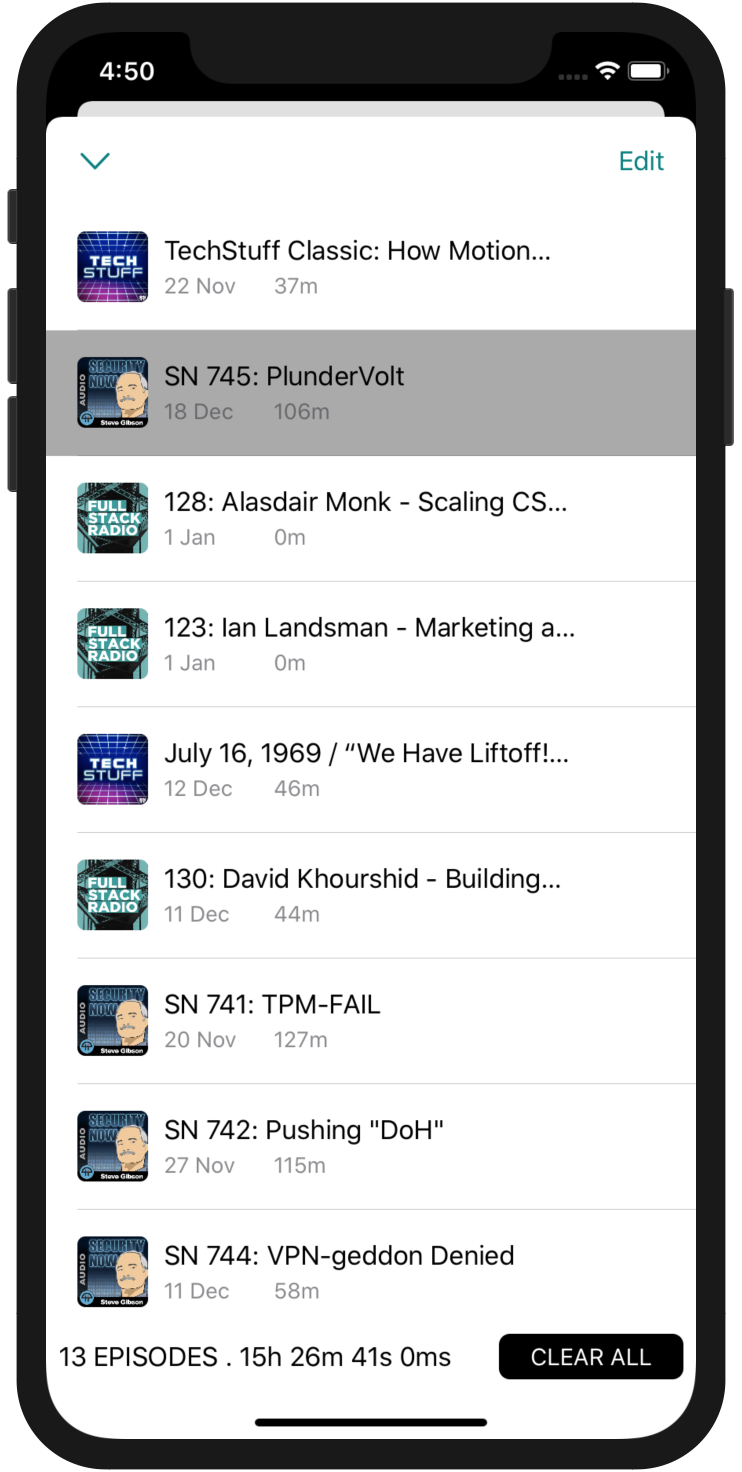 4:50
Edit
TECH
STUFF
TechStuff Classic: How Motion...
22 Nov 37m
SECURITY
NOW
AUDIO
Steve Gibson
SN 745: PlunderVolt
18 Dec 106m
FULL
STACK
RADIO
128: Alasdair Monk - Scaling CS...
1 Jan 0m
FULL
STACK
RADIO
123: Ian Landsman - Marketing a...
1 Jan 0m
TECH
STUFF
July 16, 1969 / “We Have Liftoff!...
12 Dec 46m
FULL
STACK
RADIO
130: David Khourshid - Building...
11 Dec 44m
SECURITY
NOW
AUDIO
Steve Gibson
SN 741: TPM-FAIL
20 Nov 127m
SECURITY
NOW
AUDIO
Steve Gibson
SN 742: Pushing "DoH"
27 Nov 115m
SECURITY
NOW
AUDIO
Steve Gibson
SN 744: VPN-geddon Denied
11 Dec 58m
13 EPISODES . 15h 26m 41s 0ms
CLEAR ALL